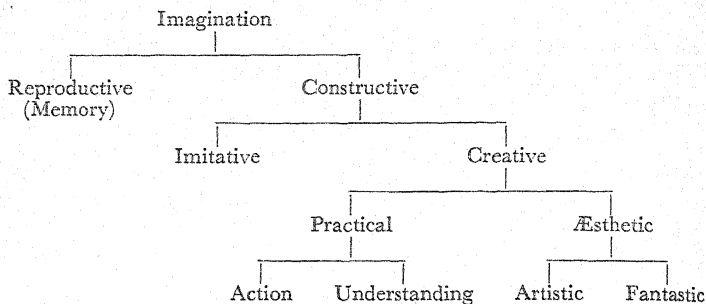 Imagination
Reproductive Constructive
(Memory)
Imitative Creative
Practical Æsthetic
Action Understanding Artistic Fantastic